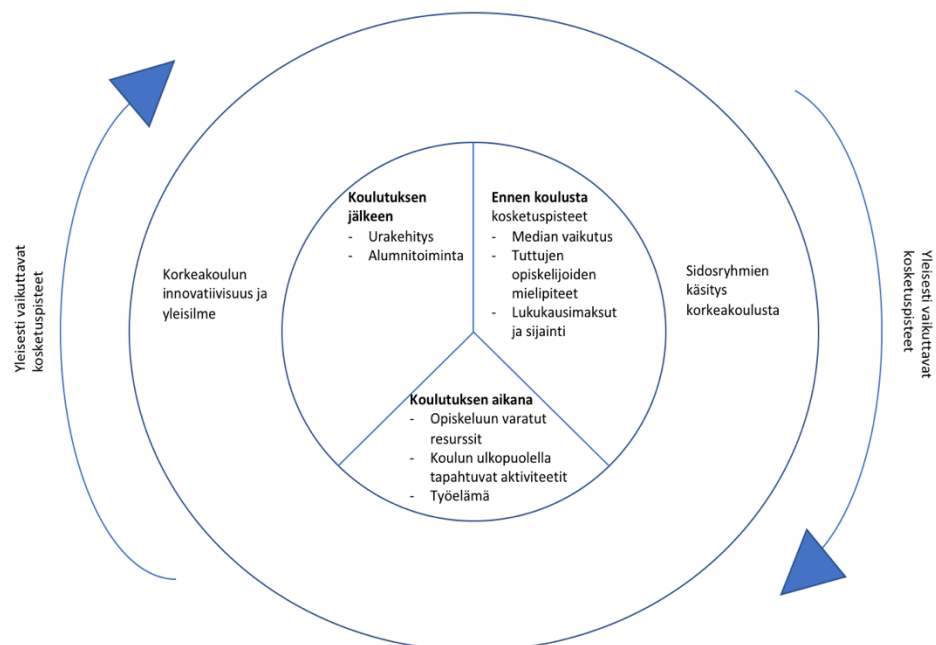 Yleisesti vaikuttavat
kosketuspisteet
Korkeakoulun
innovatiivisuus ja
yleisilme
Koulutuksen
jälkeen
- Urakehitys
- Alumnitoiminta
Ennen koulusta
kosketuspisteet
- Median vaikutus
- Tuttujen
opiskelijoiden
mielipiteet
- Lukukausimaksut
ja sijainti
Koulutuksen aikana
- Opiskeluun varatut
resurssit
- Koulun ulkopuolella
tapahtuvat aktiviteetit
- Työelämä
Sidosryhmien
käsitys
korkeakoulusta
Yleisesti vaikuttavat
kosketuspisteet